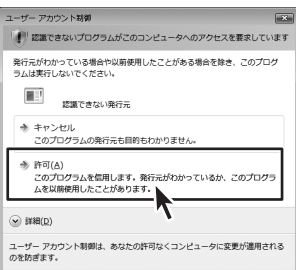 ユーザー アカウント制御
認識できないプログラムがこのコンピュータへのアクセスを要求しています
発行元がわかっている場合や以前使用したことがある場合を除き、このプログ
ラムは実行しないでください。
認識できない発行元
キャンセル
このプログラムの発行元も目的もわかりません。
許可(A)
このプログラムを信用します。発行元がわかっているか、このプログラ
ムを以前使用したことがあります。
詳細(D)
ユーザー アカウント制御は、あなたの許可なくコンピュータに変更が適用される
のを防ぎます。